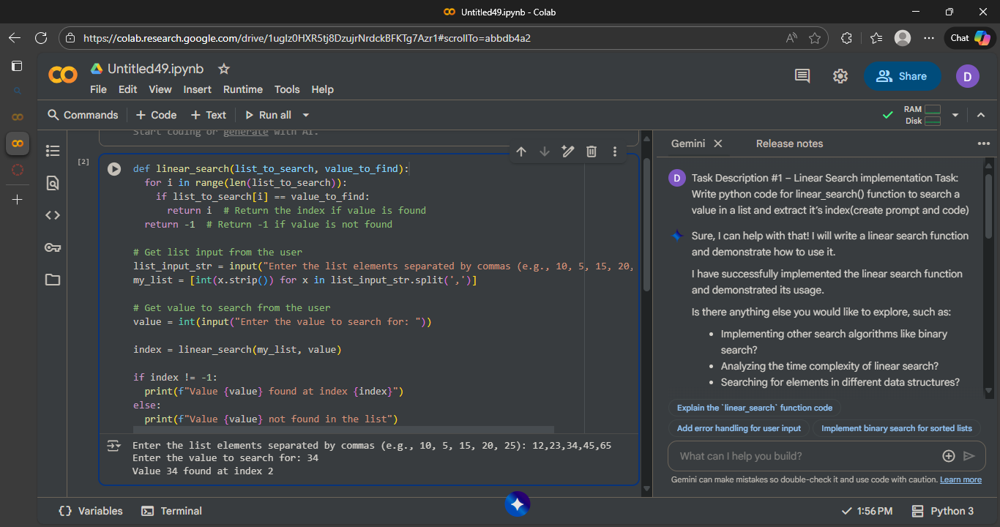 Untitled49.ipynb - Colab
https://colab.research.google.com/drive/1uglz0HXR5tj8DzujrNrdckBFKTg7Azr1#scrollTo=abbdb4a2
Chat
Untitled49.ipynb
File Edit View Insert Runtime Tools Help
Share
D
Commands + Code + Text Run all
RAM
Disk
Start coding or generate with AI.
[2]
def linear_search(list_to_search, value_to_find):
for i in range(len(list_to_search)):
if list_to_search[i] == value_to_find:
return i # Return the index if value is found
return -1 # Return -1 if value is not found
# Get list input from the user
list_input_str = input("Enter the list elements separated by commas (e.g., 10, 5, 15, 20,
my_list = [int(x.strip()) for x in list_input_str.split(',')]
# Get value to search from the user
value = int(input("Enter the value to search for: "))
index = linear_search(my_list, value)
if index != -1:
print(f"Value {value} found at index {index}")
else:
print(f"Value {value} not found in the list")
Enter the list elements separated by commas (e.g., 10, 5, 15, 20, 25): 12,23,34,45,65
Enter the value to search for: 34
Value 34 found at index 2
Gemini
Release notes
D
Task Description #1 – Linear Search implementation Task:
Write python code for linear_search() function to search a
value in a list and extract it's index(create prompt and code)
Sure, I can help with that! I will write a linear search function
and demonstrate how to use it.
I have successfully implemented the linear search function
and demonstrated its usage.
Is there anything else you would like to explore, such as:
• Implementing other search algorithms like binary
search?
• Analyzing the time complexity of linear search?
• Searching for elements in different data structures?
Explain the `linear_search` function code
Add error handling for user input
Implement binary search for sorted lists
What can I help you build?
Gemini can make mistakes so double-check it and use code with caution. Learn more
{} Variables
Terminal
1:56 PM
Python 3